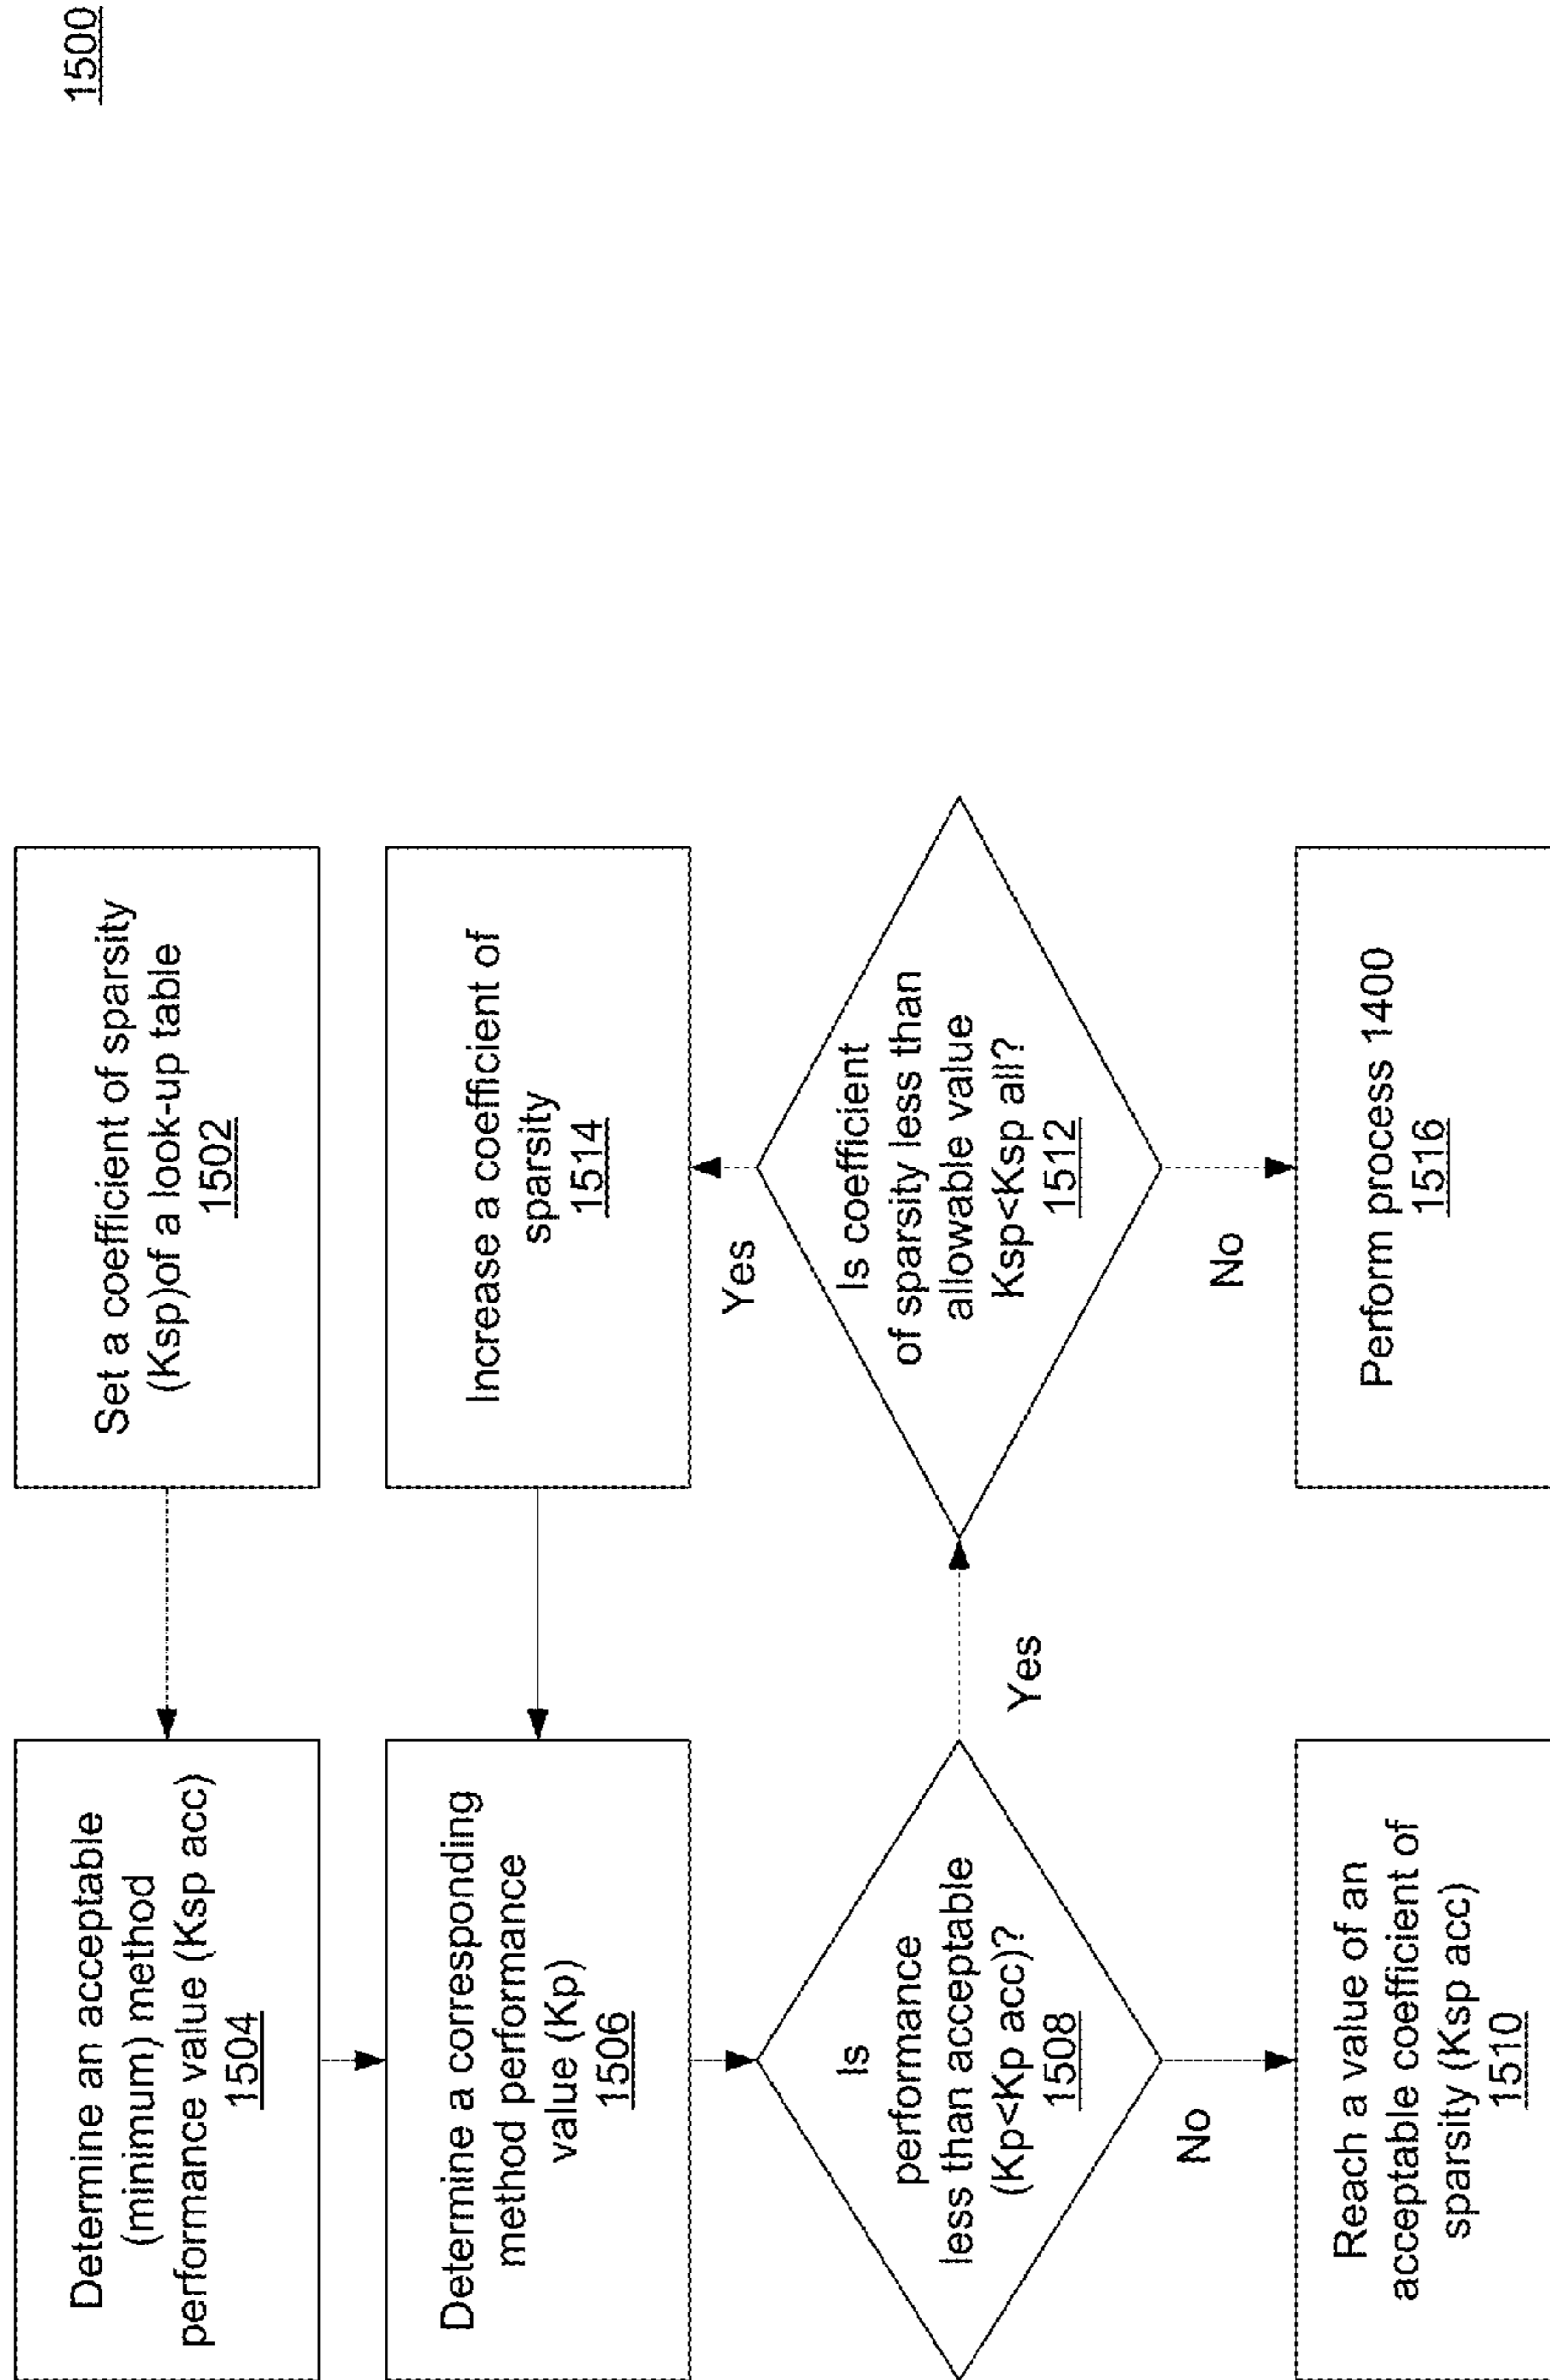 1500
Set a coefficient of sparsity
(Ksp)of a look-up table
1502
Determine an acceptable
(minimum) method
performance value (Ksp acc)
1504
Determine a corresponding
method performance
value (Kp)
1506
Is
performance
less than acceptable
(Kp<Kp acc)?
1508
No
Reach a value of an
acceptable coefficient of
sparsity (Ksp acc)
1510
Yes
Is coefficient
of sparsity less than
allowable value
Ksp<Ksp all?
1512
Yes
Increase a coefficient of
sparsity
1514
No
Perform process 1400
1516